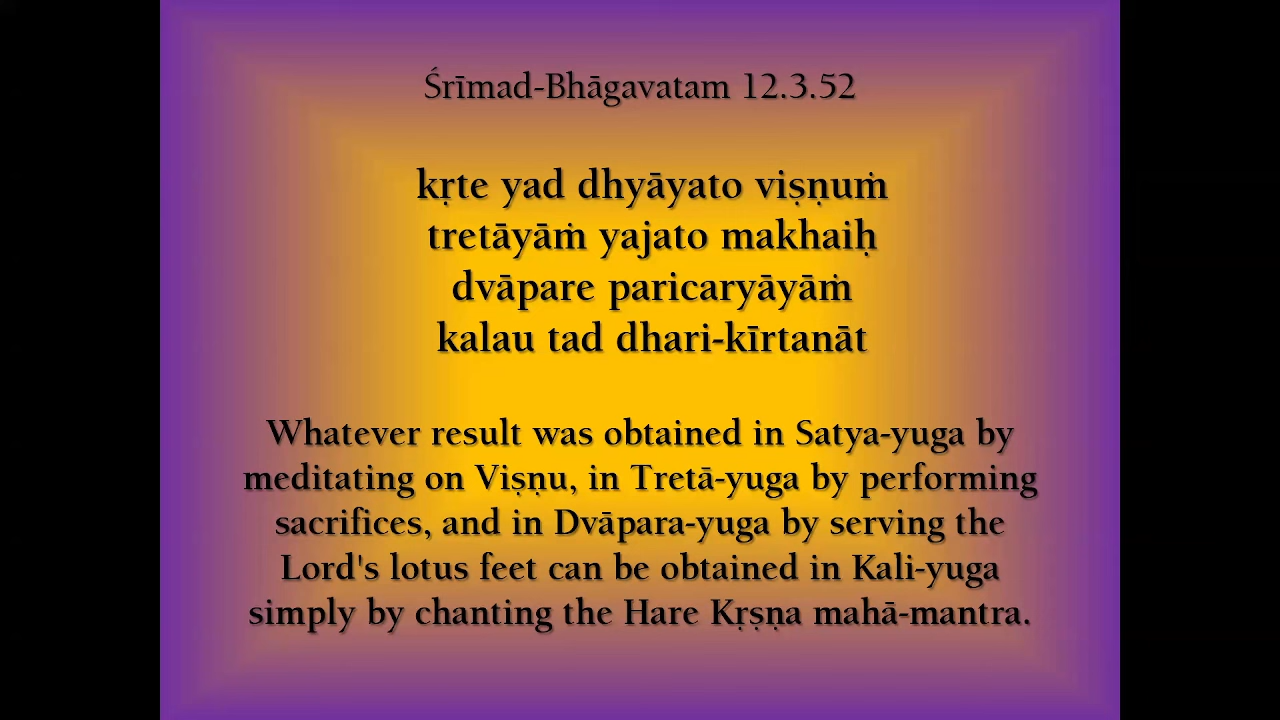 Śrīmad-Bhāgavatam 12.3.52
kṛte yad dhyāyato viṣṇuṁ
tretāyāṁ yajato makhaiḥ
dvāpare paricaryāyāṁ
kalau tad dhari-kīrtanāt
Whatever result was obtained in Satya-yuga by
meditating on Viṣṇu, in Tretā-yuga by performing
sacrifices, and in Dvāpara-yuga by serving the
Lord's lotus feet can be obtained in Kali-yuga
simply by chanting the Hare Kṛṣṇa mahā-mantra.